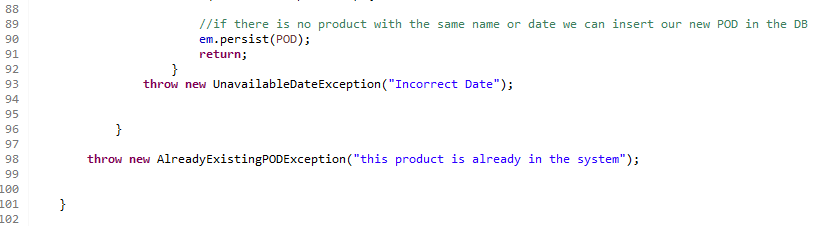 88
89 //if there is no product with the same name or date we can insert our new POD in the DB
90 em.persist(POD);
91 return;
92 }
93 throw new UnavailableDateException("Incorrect Date");
94
95
96 }
97
98 throw new AlreadyExistingPODException("this product is already in the system");
99
100
101 }
102